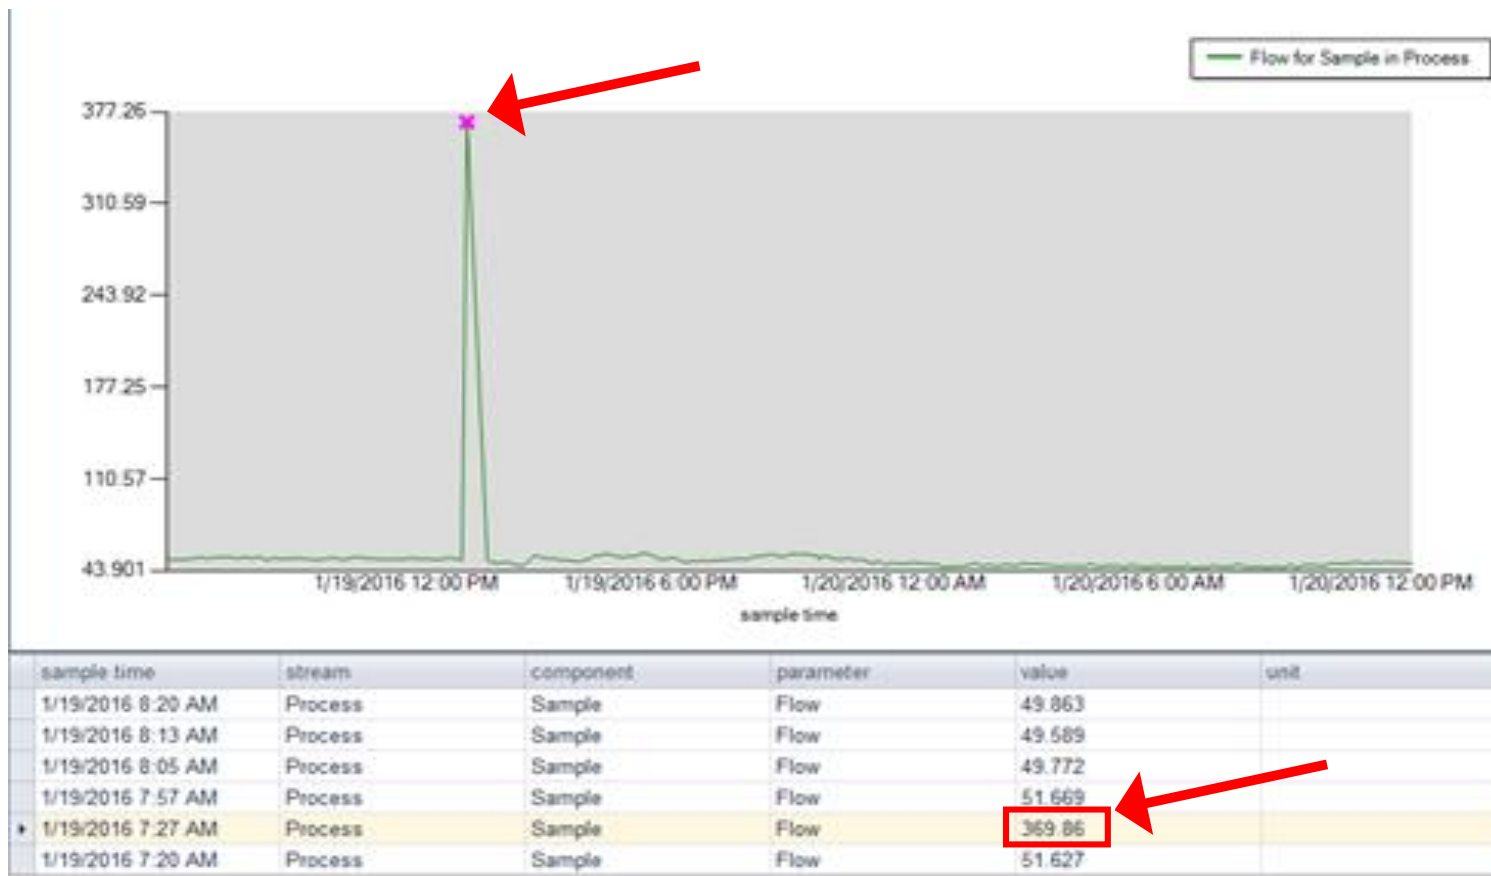 Flow for Sample in Process
377.26
310.59
243.92
177.25
110.57
43.901
1/19/2016 12:00 PM 1/19/2016 6:00 PM 1/20/2016 12:00 AM 1/20/2016 6:00 AM 1/20/2016 12:00 PM
sample time
sample time stream component parameter value unit
1/19/2016 8:20 AM Process Sample Flow 49.863
1/19/2016 8:13 AM Process Sample Flow 49.589
1/19/2016 8:05 AM Process Sample Flow 49.772
1/19/2016 7:57 AM Process Sample Flow 51.669
1/19/2016 7:27 AM Process Sample Flow 369.86
1/19/2016 7:20 AM Process Sample Flow 51.627